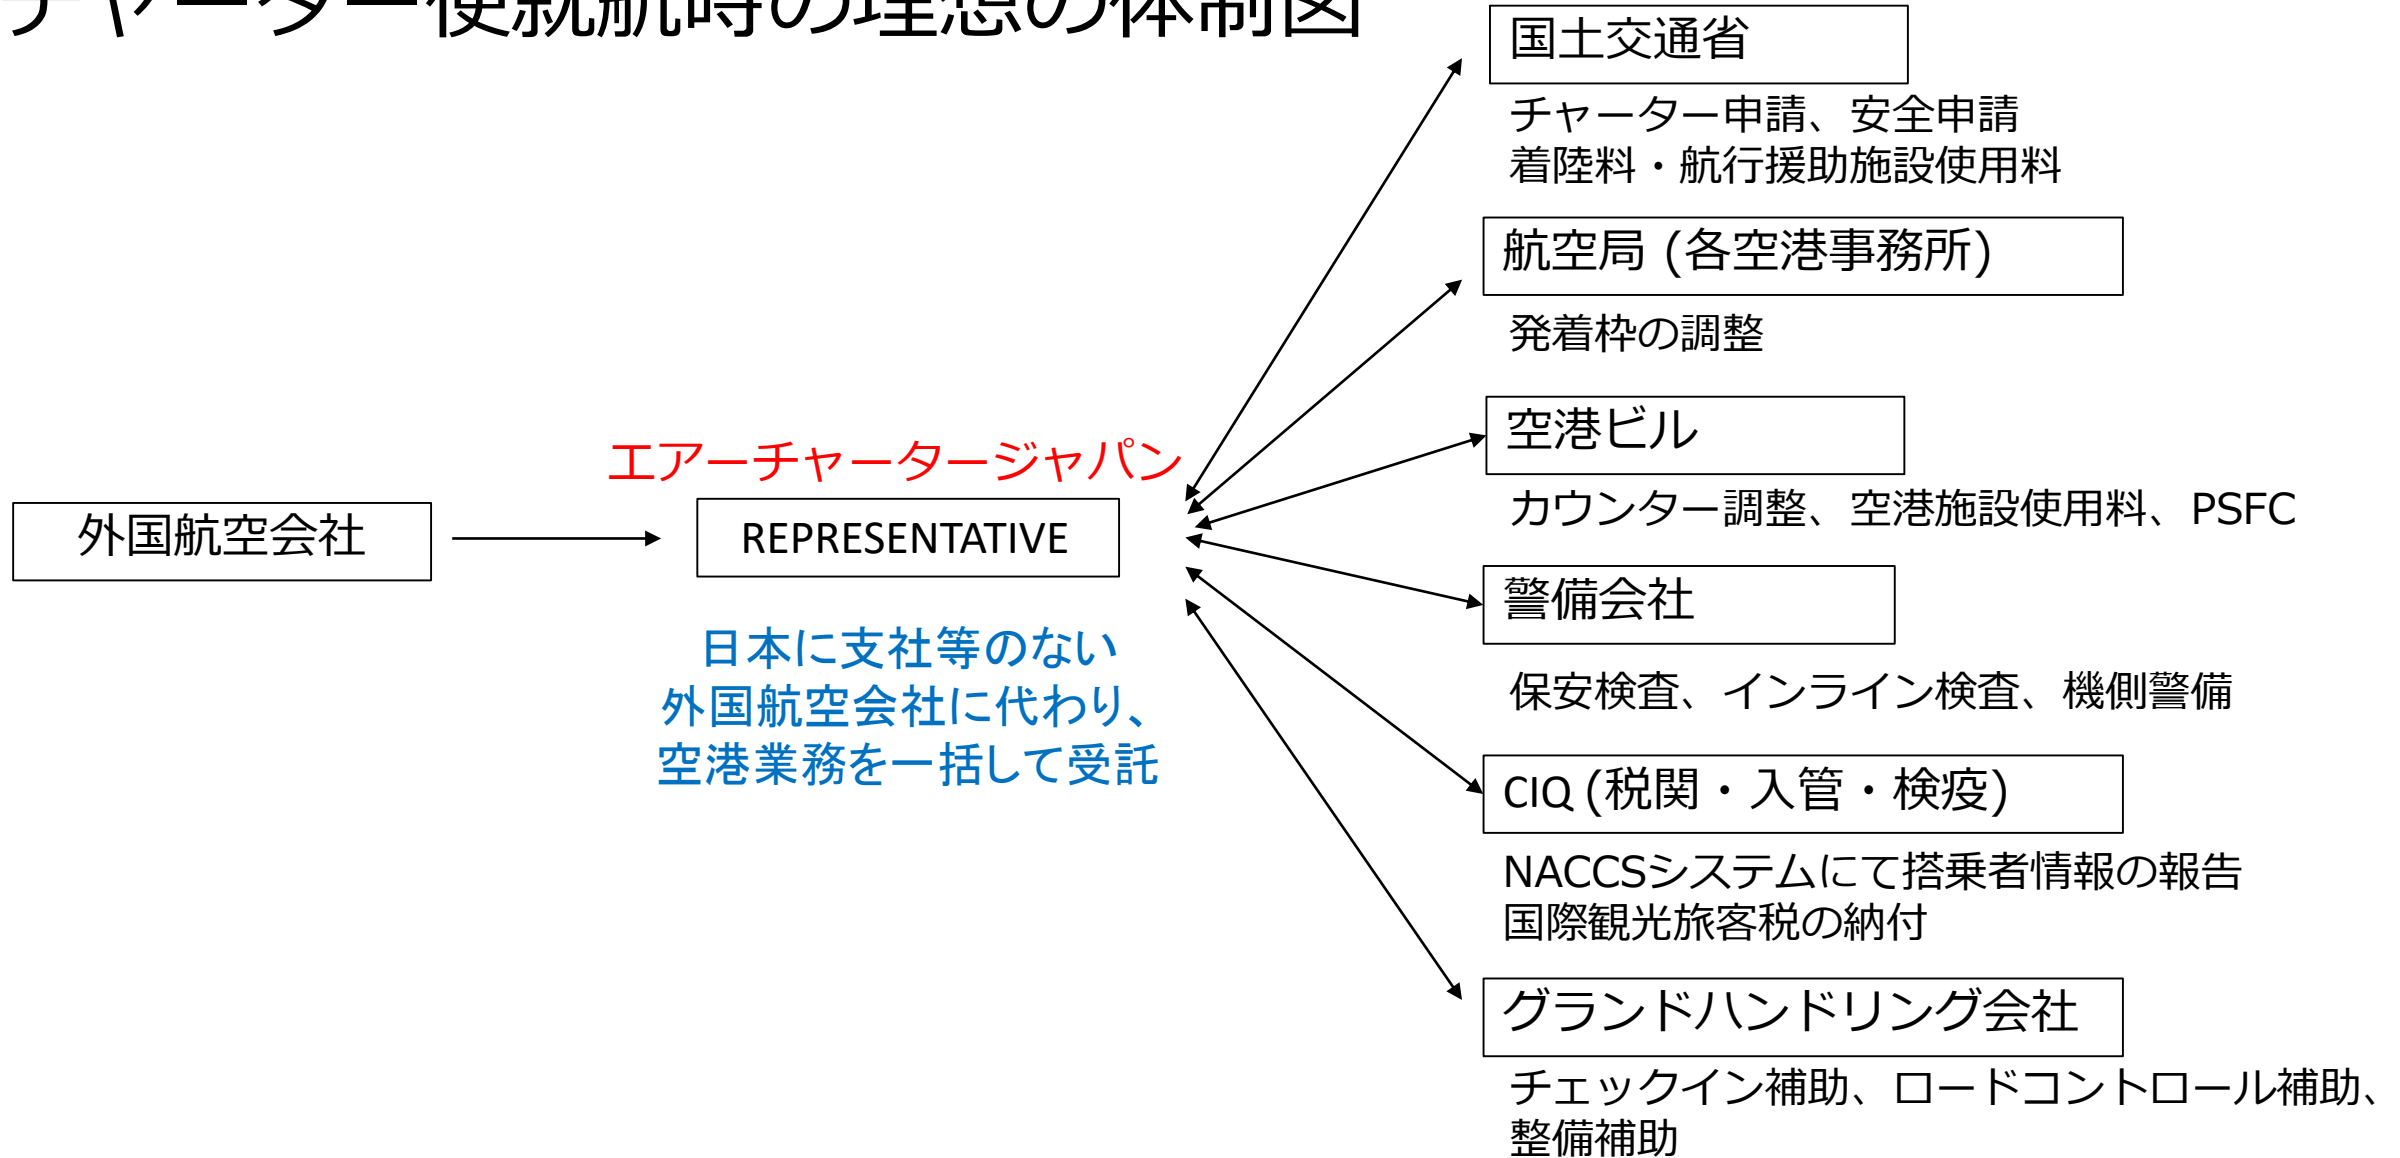 チャーター便就航時の理想の体制図
国土交通省
チャーター申請、安全申請
着陸料・航行援助施設使用料
航空局 (各空港事務所)
発着枠の調整
空港ビル
カウンター調整、空港施設使用料、PSFC
エアーチャータージャパン
外国航空会社
REPRESENTATIVE
日本に支社等のない
外国航空会社に代わり、
空港業務を一括して受託
警備会社
保安検査、インライン検査、機側警備
CIQ (税関・入管・検疫)
NACCSシステムにて搭乗者情報の報告
国際観光旅客税の納付
グランドハンドリング会社
チェックイン補助、ロードコントロール補助、
整備補助